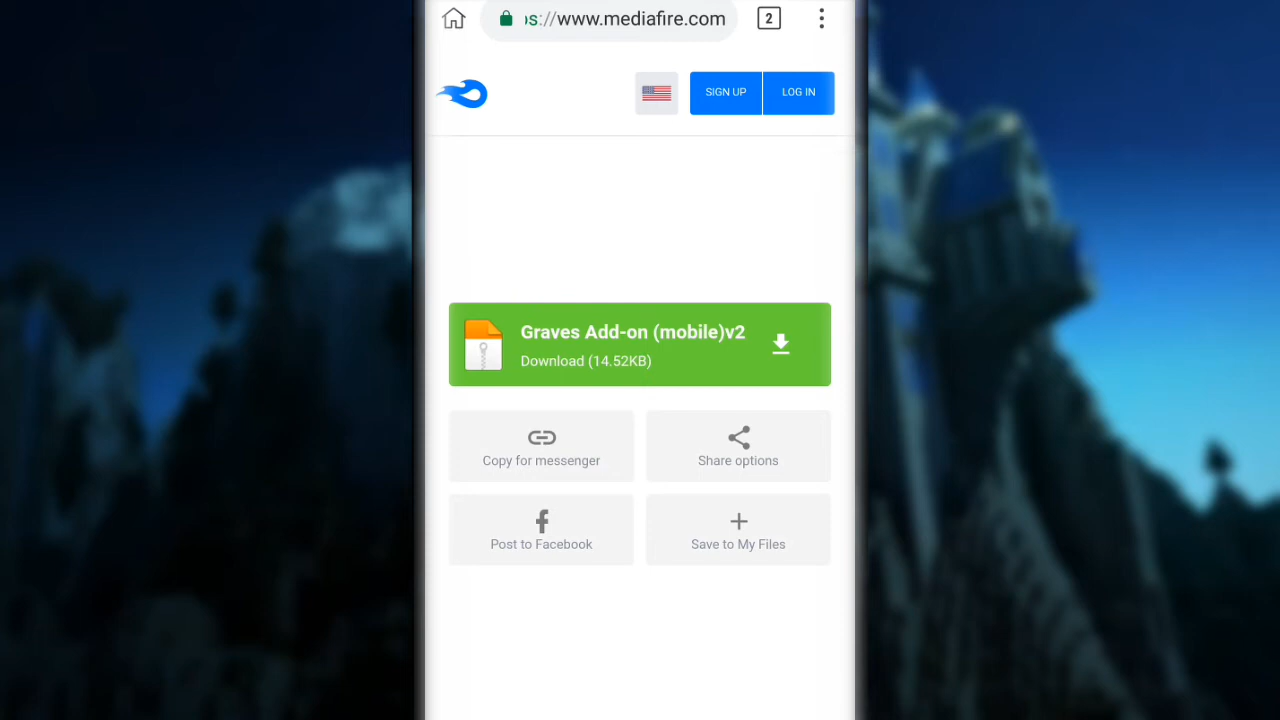 s://www.mediafire.com
2
SIGN UP
LOG IN
Graves Add-on (mobile)v2
Download (14.52KB)
Copy for messenger
Share options
Post to Facebook
Save to My Files